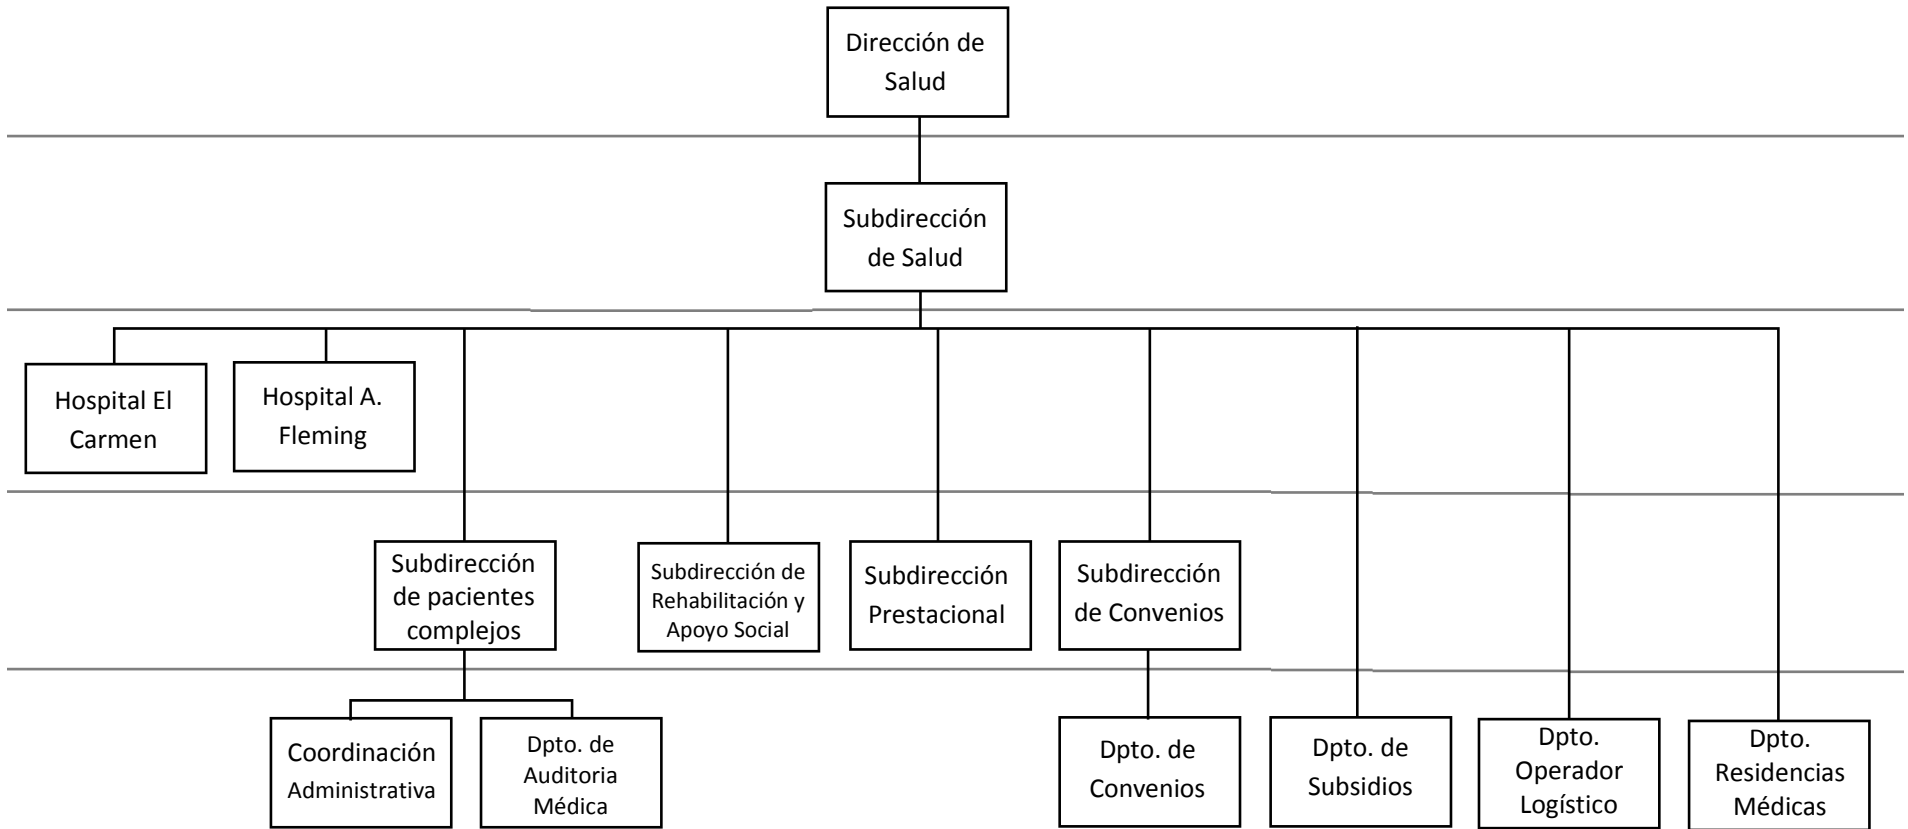 Dirección de
Salud
Subdirección
de Salud
Hospital El
Carmen
Hospital A.
Fleming
Subdirección
de pacientes
complejos
Subdirección de
Rehabilitación y
Apoyo Social
Subdirección
Prestacional
Subdirección
de Convenios
Coordinación
Administrativa
Dpto. de
Auditoria
Médica
Dpto. de
Convenios
Dpto. de
Subsidios
Dpto.
Operador
Logístico
Dpto.
Residencias
Médicas